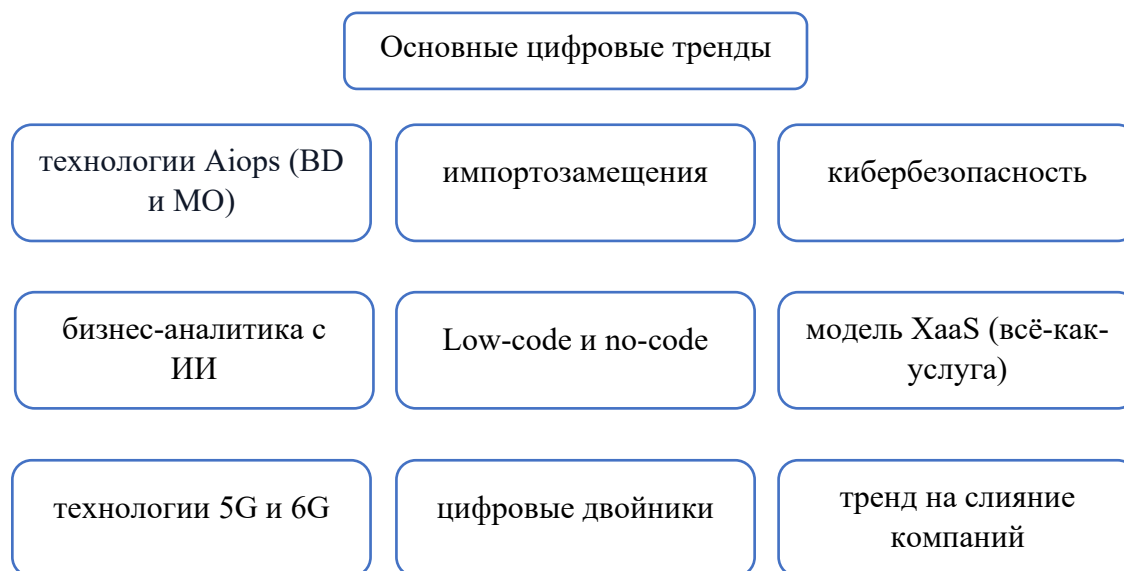 Основные цифровые тренды
технологии Aiops (BD
и МО)
импортозамещения
кибербезопасность
бизнес-аналитика с
ИИ
Low-code и no-code
модель XaaS (всё-как-
услуга)
технологии 5G и 6G
цифровые двойники
тренд на слияние
компаний